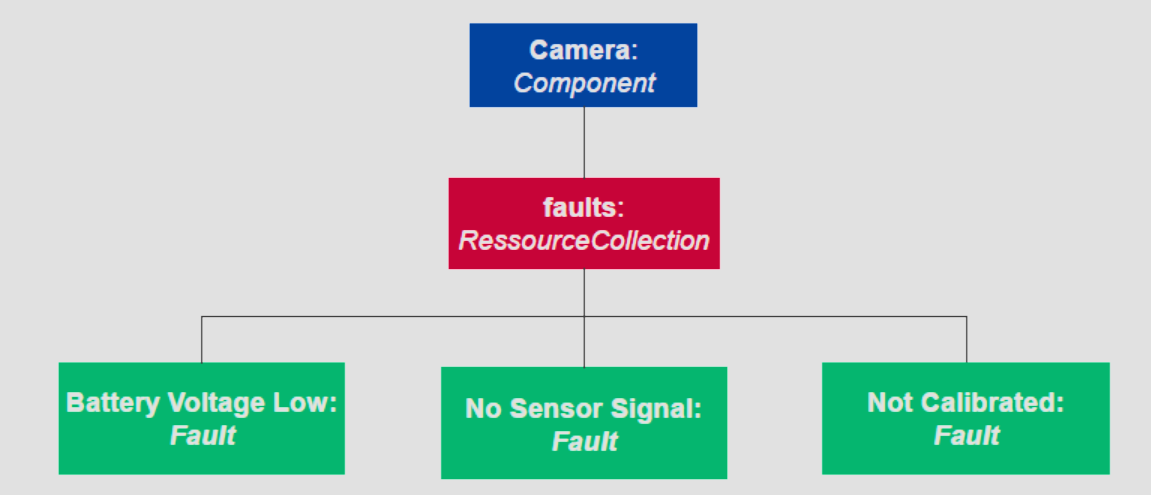 Camera:
Component
faults:
RessourceCollection
Battery Voltage Low:
Fault
No Sensor Signal:
Fault
Not Calibrated:
Fault